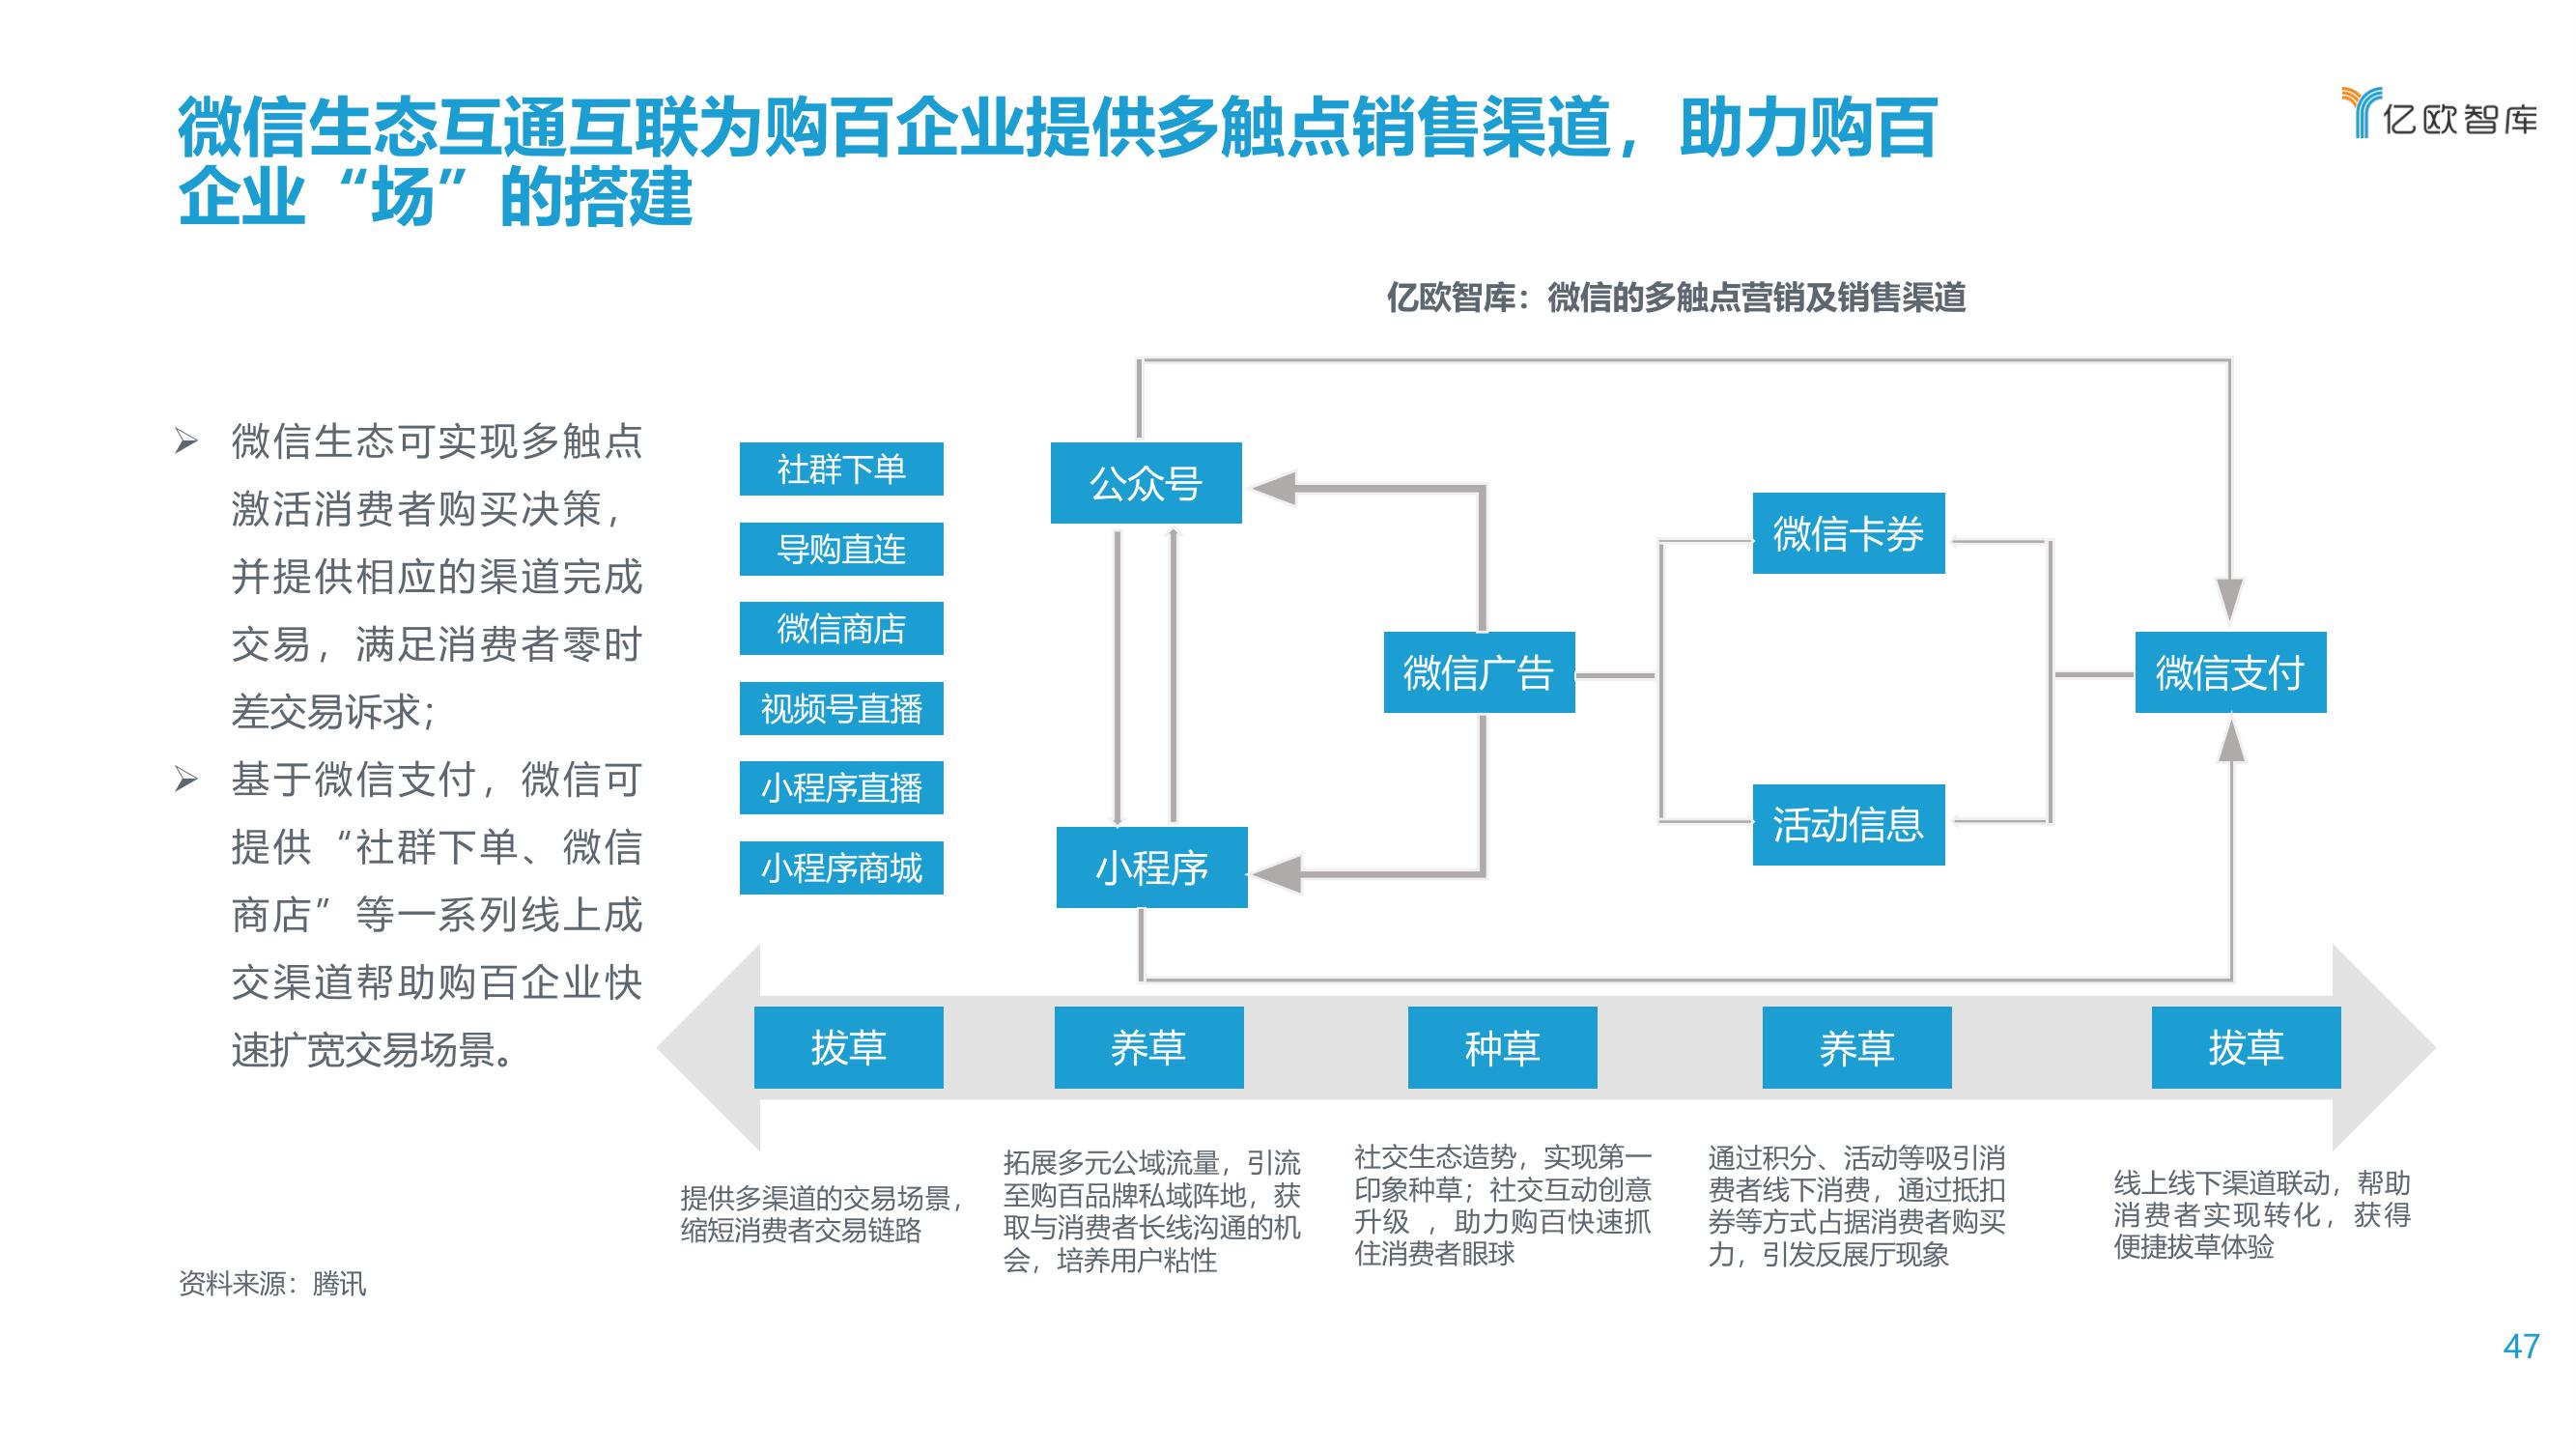 微信生态互通互联为购百企业提供多触点销售渠道，助力购百
企业“场”的搭建
亿欧智库
亿欧智库：微信的多触点营销及销售渠道
微信生态可实现多触点
激活消费者购买决策，
并提供相应的渠道完成
交易，满足消费者零时
差交易诉求；
基于微信支付，微信可
提供“社群下单、微信
商店”等一系列线上成
交渠道帮助购百企业快
速扩宽交易场景。
社群下单
导购直连
微信商店
视频号直播
小程序直播
小程序商城
公众号
小程序
微信广告
微信卡券
活动信息
微信支付
拔草
养草
种草
养草
拔草
提供多渠道的交易场景，
缩短消费者交易链路
拓展多元公域流量，引流
至购百品牌私域阵地，获
取与消费者长线沟通的机
会，培养用户粘性
社交生态造势，实现第一
印象种草；社交互动创意
升级 ，助力购百快速抓
住消费者眼球
通过积分、活动等吸引消
费者线下消费，通过抵扣
券等方式占据消费者购买
力，引发反展厅现象
线上线下渠道联动，帮助
消费者实现转化，获得
便捷拔草体验
资料来源：腾讯
47